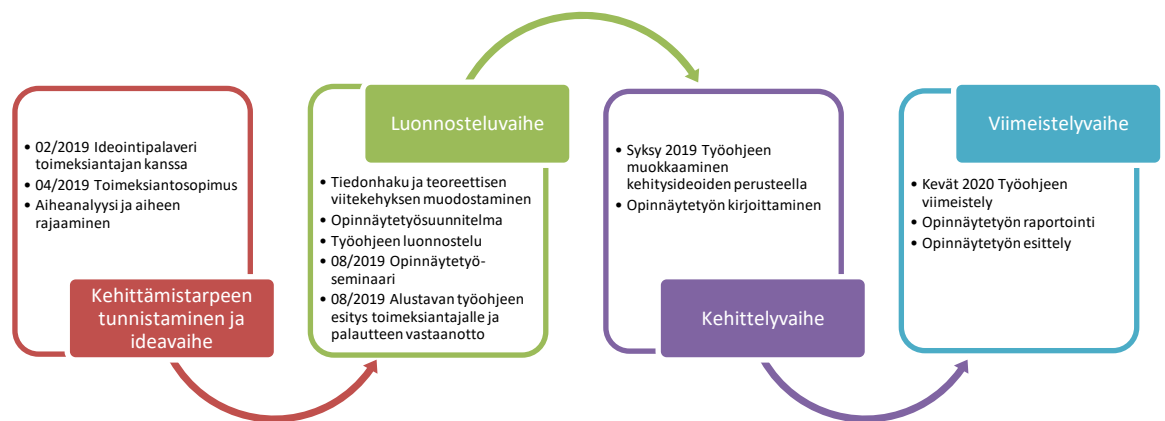 • 02/2019 Ideointipalaveri
toimeksiantajan kanssa
• 04/2019 Toimeksiantosopimus
• Aiheanalyysi ja aiheen
rajaaminen
Kehittämistarpeen
tunnistaminen ja
ideavaihe
Luonnosteluvaihe
• Tiedonhaku ja teoreettisen
viitekehyksen muodostaminen
• Opinnäytetyösuunnitelma
• Työohjeen luonnostelu
• 08/2019 Opinnäytetyö-
seminaari
• 08/2019 Alustavan työohjeen
esitys toimeksiantajalle ja
palautteen vastaanotto
• Syksy 2019 Työohjeen
muokkaaminen
kehitysideoiden perusteella
• Opinnäytetyön kirjoittaminen
Kehittelyvaihe
Viimeistelyvaihe
• Kevät 2020 Työohjeen
viimeistely
• Opinnäytetyön raportointi
• Opinnäytetyön esittely